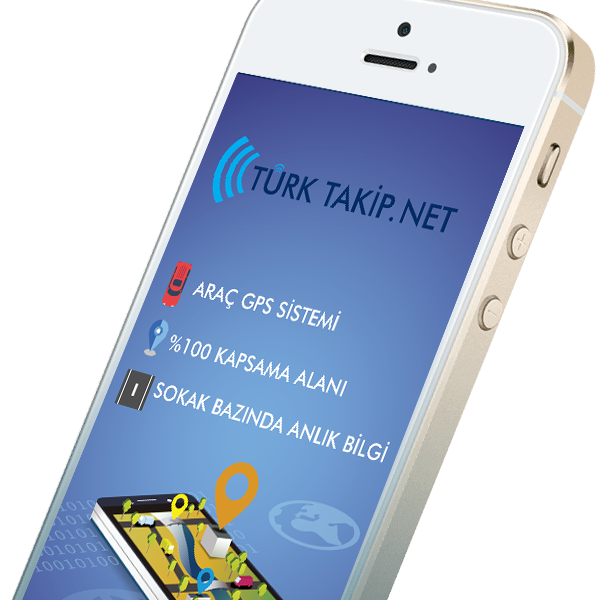 TÜRK TAKİP.NET
ARAÇ GPS SİSTEMİ
%100 KAPSAMA ALANI
SOKAK BAZINDA ANLIK BİLGİ